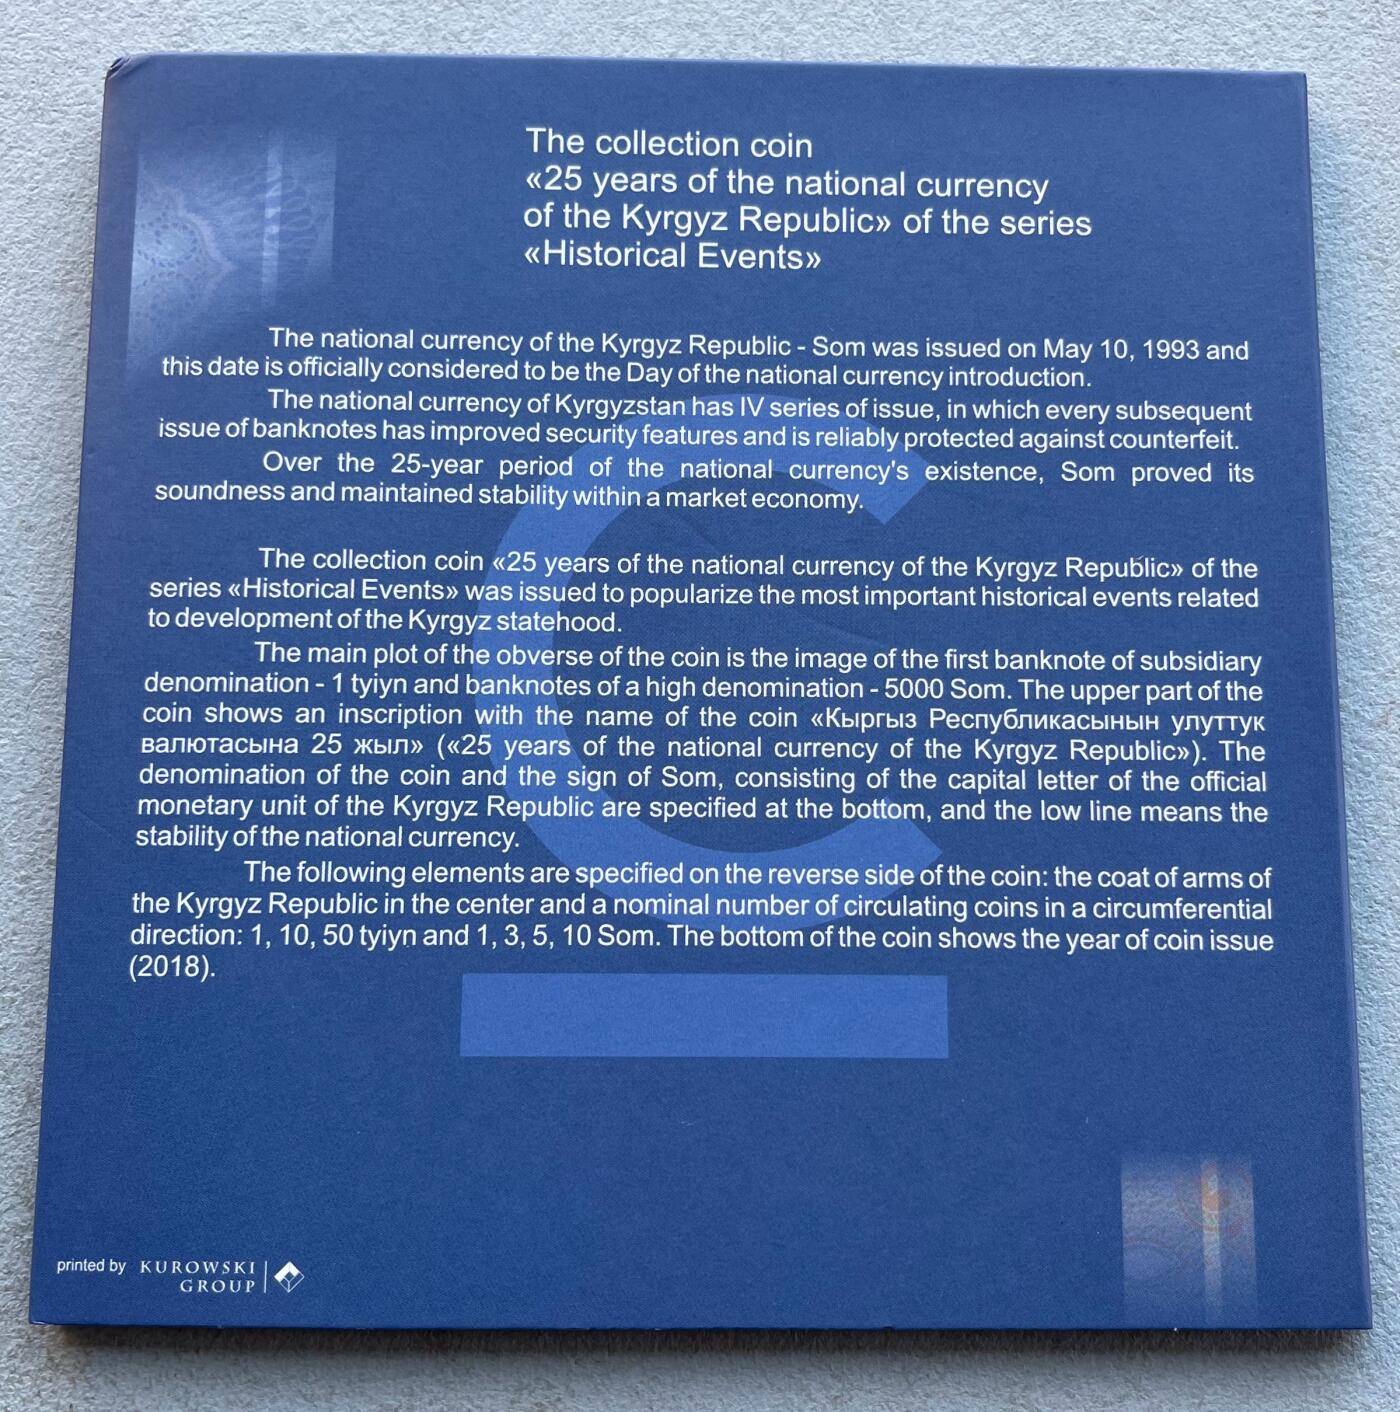 The collection coin
«25 years of the national currency
of the Kyrgyz Republic» of the series
«Historical Events»
The national currency of the Kyrgyz Republic - Som was issued on May 10, 1993 and
this date is officially considered to be the Day of the national currency introduction.
The national currency of Kyrgyzstan has IV series of issue, in which every subsequent
issue of banknotes has improved security features and is reliably protected against counterfeit.
Over the 25-year period of the national currency's existence, Som proved its
soundness and maintained stability within a market economy.
The collection coin «25 years of the national currency of the Kyrgyz Republic» of the
series «Historical Events» was issued to popularize the most important historical events related
to development of the Kyrgyz statehood.
The main plot of the obverse of the coin is the image of the first banknote of subsidiary
denomination - 1 tyiyn and banknotes of a high denomination - 5000 Som. The upper part of the
coin shows an inscription with the name of the coin «Кыргыз Республикасынын улуттук
валютасына 25 жыл» («25 years of the national currency of the Kyrgyz Republic»). The
denomination of the coin and the sign of Som, consisting of the capital letter of the official
monetary unit of the Kyrgyz Republic are specified at the bottom, and the low line means the
stability of the national currency.
The following elements are specified on the reverse side of the coin: the coat of arms of
the Kyrgyz Republic in the center and a nominal number of circulating coins in a circumferential
direction: 1, 10, 50 tyiyn and 1, 3, 5, 10 Som. The bottom of the coin shows the year of coin issue
(2018).
printed by KUROWSKI
GROUP